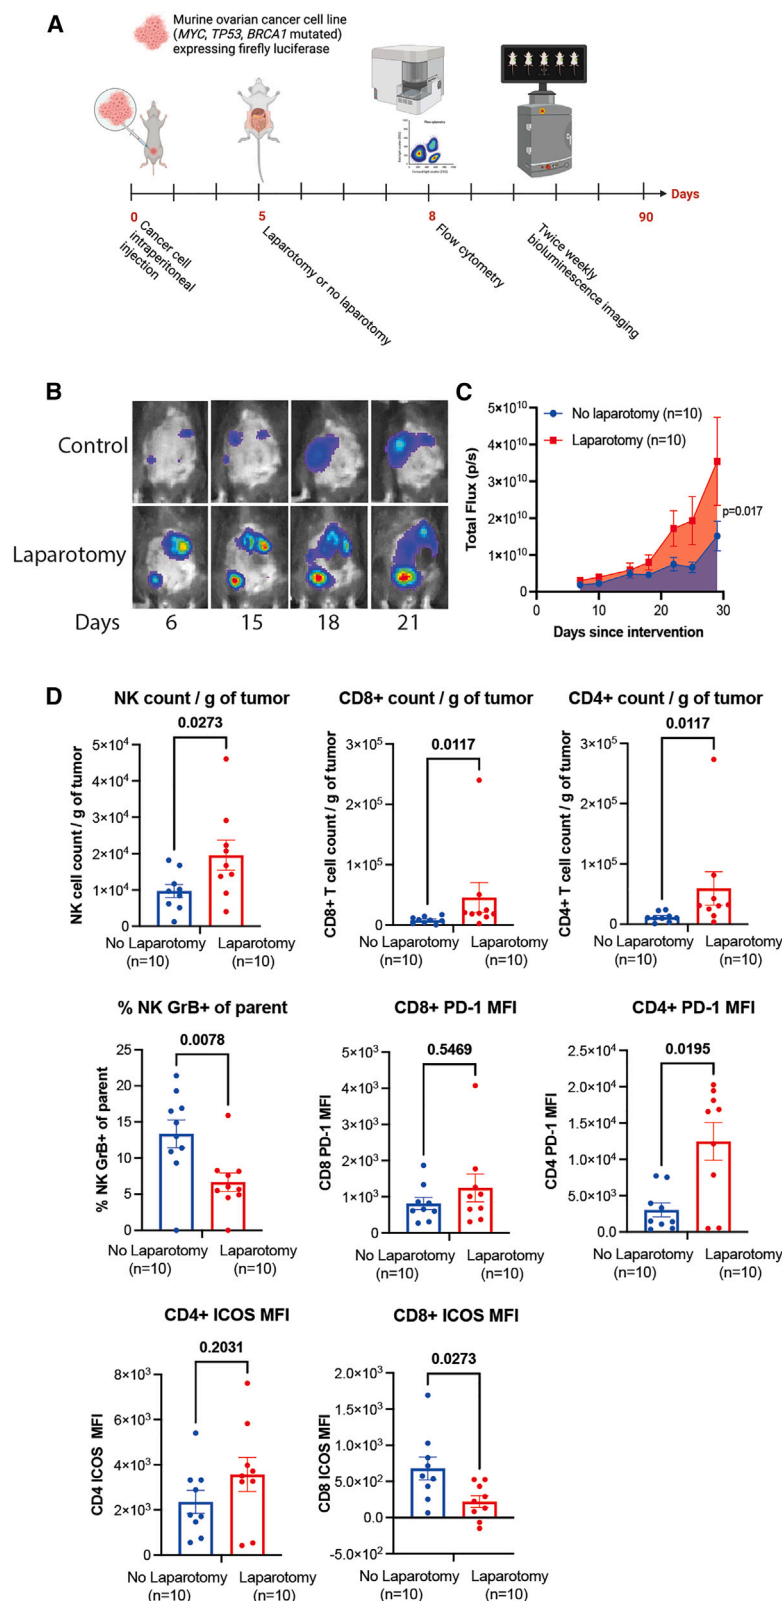 A
Murine ovarian cancer cell line
(MYC, TP53, BRCA1 mutated)
expressing firefly luciferase
Flow cytometry
Days
0
5
8
90
Cancer cell
intraperitoneal
injection
Laparotomy or no laparotomy
Flow cytometry
Twice weekly
bioluminescence imaging
B
Control
Laparotomy
Days
6
15
18
21
C
Total Flux (p/s)
5×10¹⁰
4×10¹⁰
3×10¹⁰
2×10¹⁰
1×10¹⁰
0
No laparotomy (n=10)
Laparotomy (n=10)
p=0.017
0
10
20
30
Days since intervention
D
NK count / g of tumor
0.0273
NK cell count / g of tumor
5×10⁴
4×10⁴
3×10⁴
2×10⁴
1×10⁴
0
No Laparotomy
(n=10)
Laparotomy
(n=10)
CD8+ count / g of tumor
0.0117
CD8+ T cell count / g of tumor
3×10⁵
2×10⁵
1×10⁵
0
No Laparotomy
(n=10)
Laparotomy
(n=10)
CD4+ count / g of tumor
0.0117
CD4+ T cell count / g of tumor
3×10⁵
2×10⁵
1×10⁵
0
No Laparotomy
(n=10)
Laparotomy
(n=10)
% NK GrB+ of parent
0.0078
% NK GrB+ of parent
25
20
15
10
5
0
No Laparotomy
(n=10)
Laparotomy
(n=10)
CD8+ PD-1 MFI
0.5469
CD8 PD-1 MFI
5×10³
4×10³
3×10³
2×10³
1×10³
0
No Laparotomy
(n=10)
Laparotomy
(n=10)
CD4+ PD-1 MFI
0.0195
CD4 PD-1 MFI
2.5×10⁴
2.0×10⁴
1.5×10⁴
1.0×10⁴
5.0×10³
0.0
No Laparotomy
(n=10)
Laparotomy
(n=10)
CD4+ ICOS MFI
0.2031
CD4 ICOS MFI
8×10³
6×10³
4×10³
2×10³
0
No Laparotomy
(n=10)
Laparotomy
(n=10)
CD8+ ICOS MFI
0.0273
CD8 ICOS MFI
2.0×10³
1.5×10³
1.0×10³
5.0×10²
0.0
-5.0×10²
No Laparotomy
(n=10)
Laparotomy
(n=10)